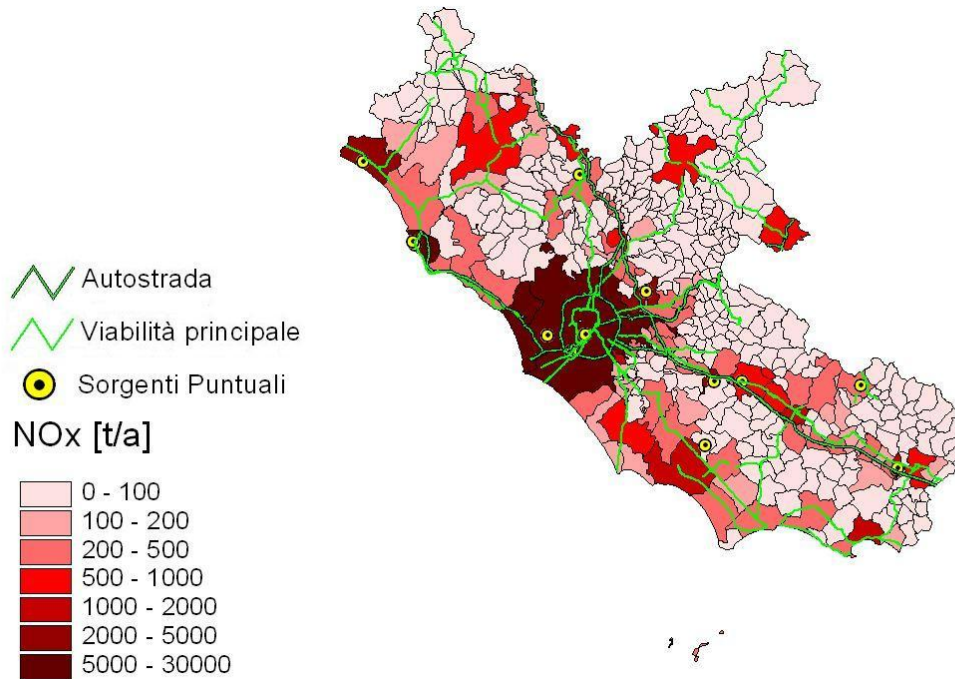 Autostrada
Viabilità principale
Sorgenti Puntuali
NOx [t/a]
0 - 100
100 - 200
200 - 500
500 - 1000
1000 - 2000
2000 - 5000
5000 - 30000